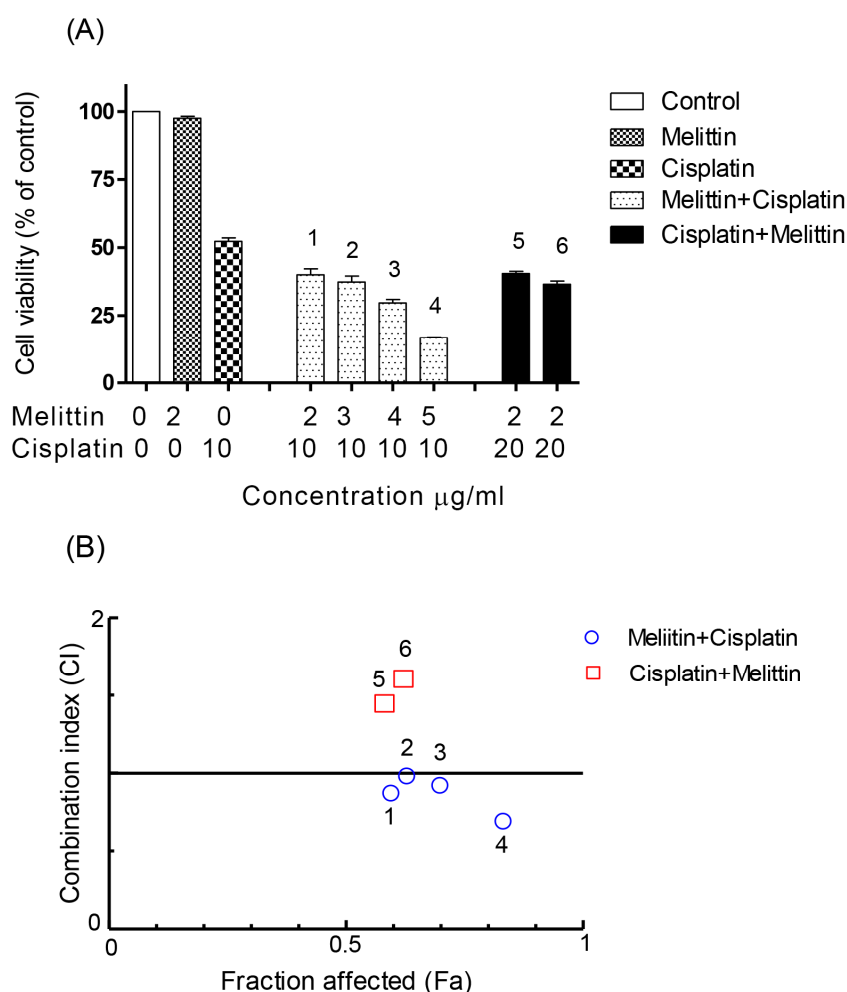 (A)
Cell viability (% of control)
100
75
50
25
0
1
2
3
4
5
6
Control
Melittin
Cisplatin
Melittin+Cisplatin
Cisplatin+Melittin
Melittin 0 2 0 2 3 4 5 2 2
Cisplatin 0 0 10 10 10 10 10 20 20
Concentration μg/ml
(B)
Combination index (CI)
2
0
6
5
2
3
1
4
Meliitin+Cisplatin
Cisplatin+Melittin
0 0.5 1
Fraction affected (Fa)